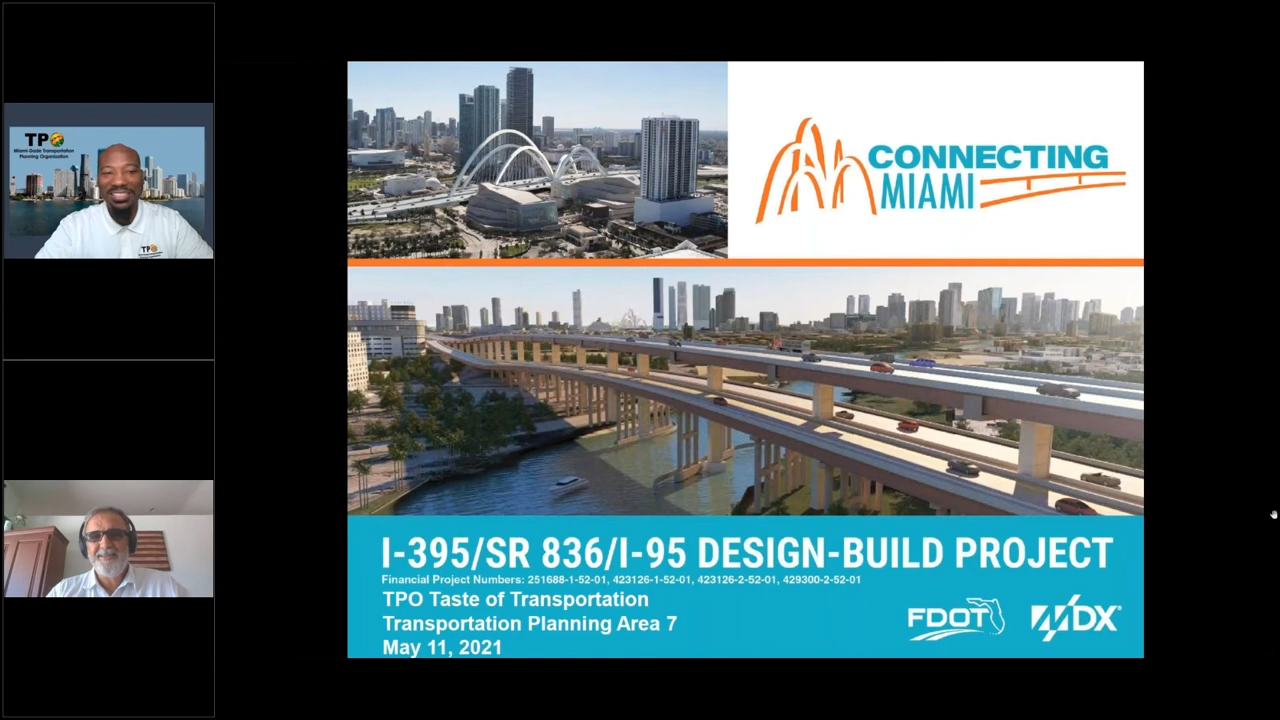 TPO
Miami-Dade Transportation
Planning Organization
TPO
CONNECTING
MIAMI
I-395/SR 836/I-95 DESIGN-BUILD PROJECT
Financial Project Numbers: 251688-1-52-01, 423126-1-52-01, 423126-2-52-01, 429300-2-52-01
TPO Taste of Transportation
Transportation Planning Area 7
May 11, 2021
FDOT
MDX